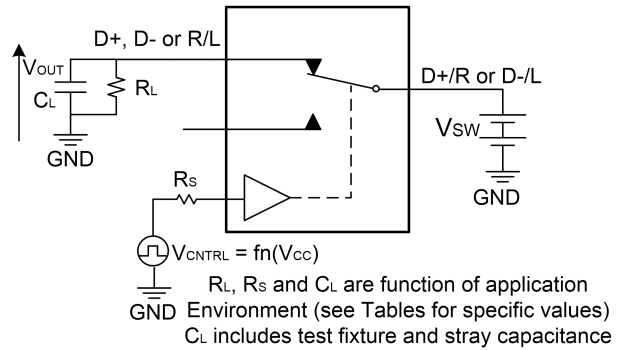 D+, D- or R/L
VOUT
CL
RL
GND
D+/R or D-/L
VSW
GND
RS
VCNTRL = fn(VCC)
GND
RL, RS and CL are function of application
Environment (see Tables for specific values)
CL includes test fixture and stray capacitance